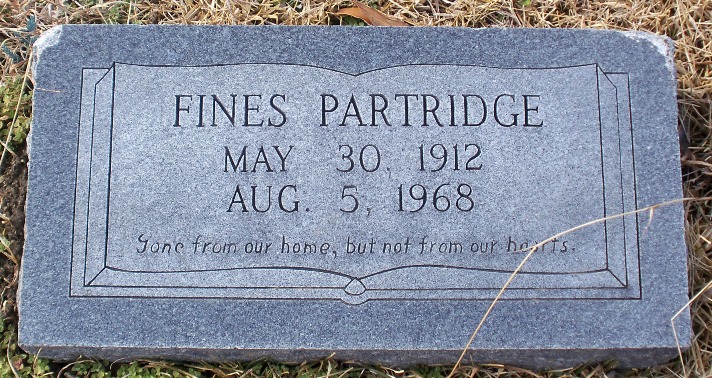 FINES PARTRIDGE
MAY 30, 1912
AUG. 5, 1968
Gone from our home, but not from our hearts.